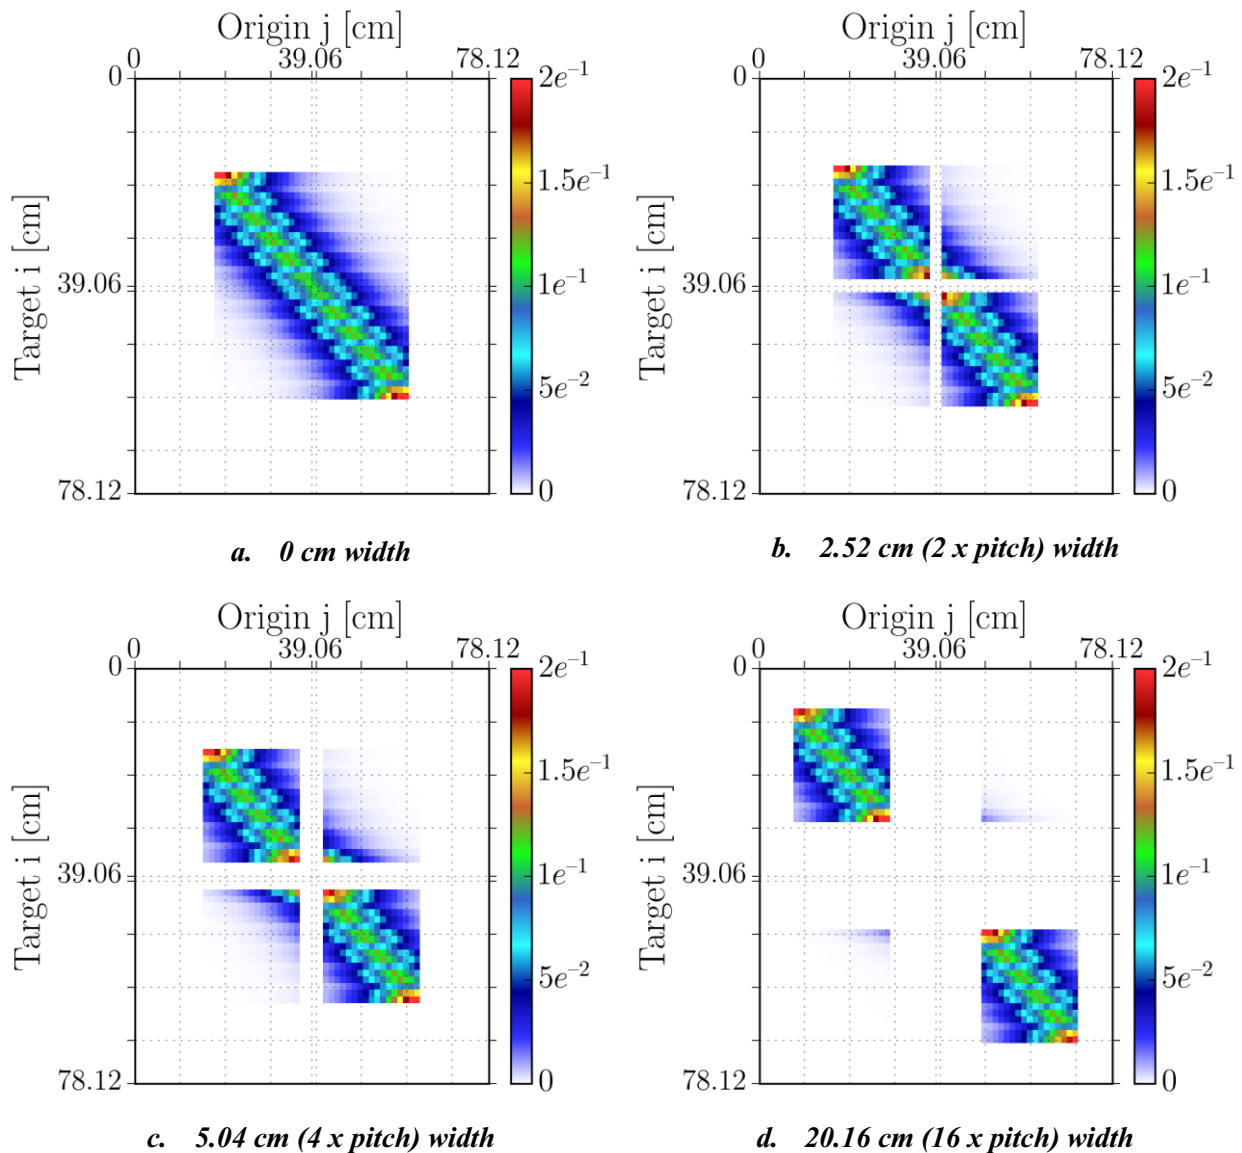 Origin j [cm]
0 39.06 78.12
0
39.06
78.12
Target i [cm]
2e⁻¹
1.5e⁻¹
1e⁻¹
5e⁻²
0
a. 0 cm width
Origin j [cm]
0 39.06 78.12
0
39.06
78.12
Target i [cm]
2e⁻¹
1.5e⁻¹
1e⁻¹
5e⁻²
0
b. 2.52 cm (2 x pitch) width
Origin j [cm]
0 39.06 78.12
0
39.06
78.12
Target i [cm]
2e⁻¹
1.5e⁻¹
1e⁻¹
5e⁻²
0
c. 5.04 cm (4 x pitch) width
Origin j [cm]
0 39.06 78.12
0
39.06
78.12
Target i [cm]
2e⁻¹
1.5e⁻¹
1e⁻¹
5e⁻²
0
d. 20.16 cm (16 x pitch) width